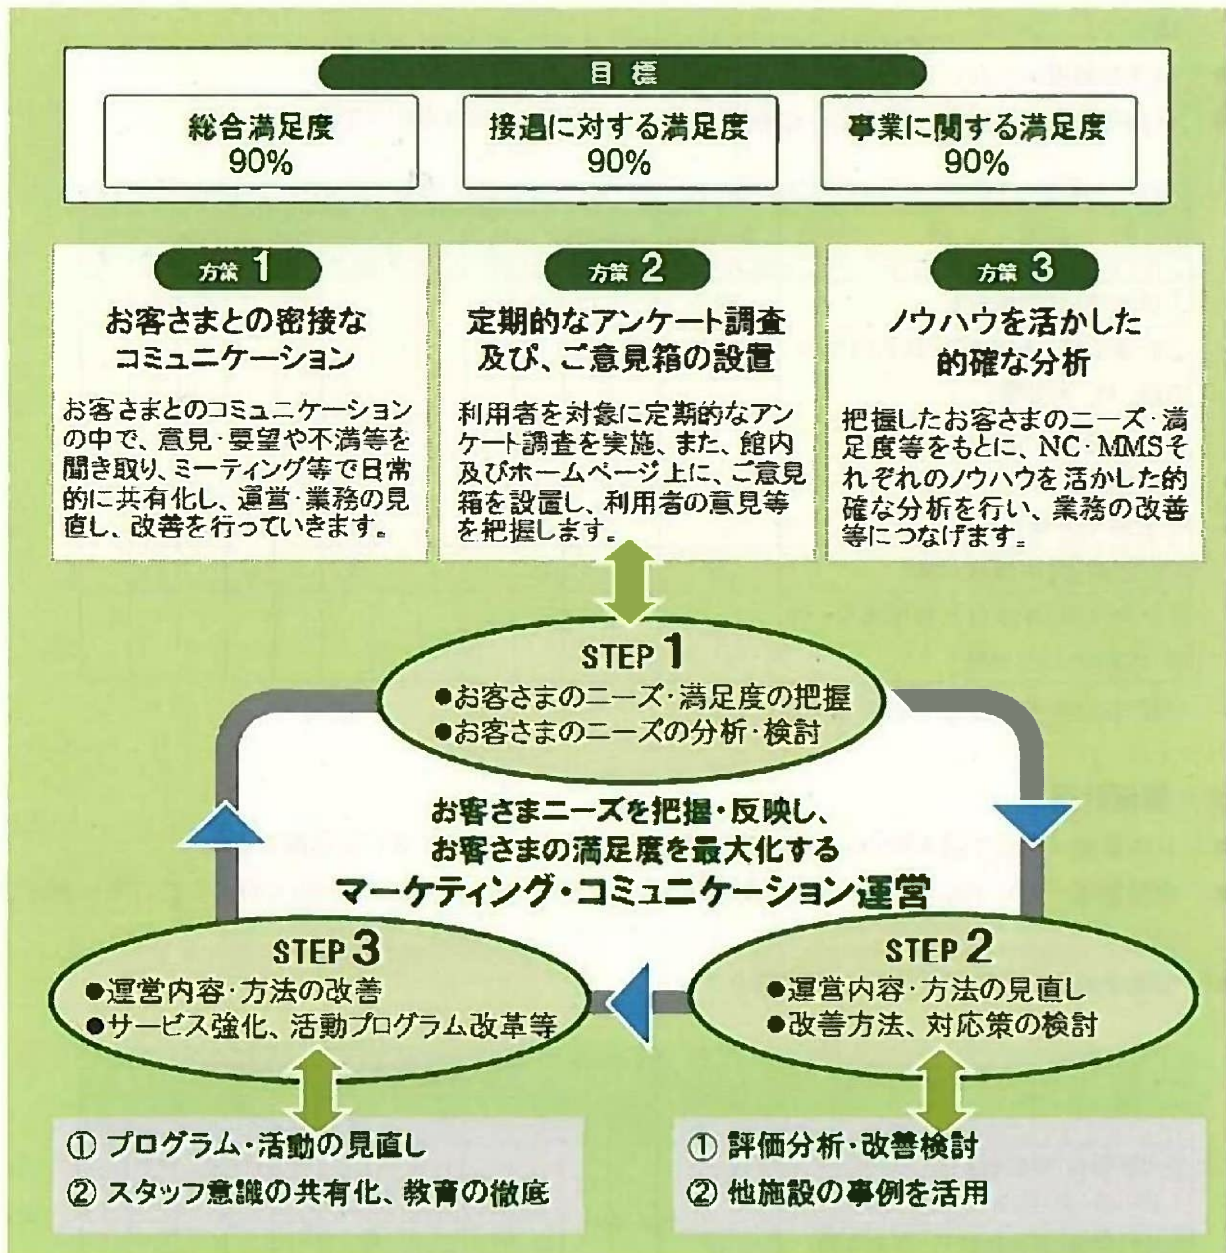 目標
総合満足度
90%
接遇に対する満足度
90%
事業に関する満足度
90%
方策 1
お客さまとの密接な
コミュニケーション
お客さまとのコミュニケーション
の中で、意見・要望や不満等を
聞き取り、ミーティング等で日常
的に共有化し、運営・業務の見
直し、改善を行っていきます。
方策 2
定期的なアンケート調査
及び、ご意見箱の設置
利用者を対象に定期的なアン
ケート調査を実施、また、館内
及びホームページ上に、ご意見
箱を設置し、利用者の意見等
を把握します。
方策 3
ノウハウを活かした
的確な分析
把握したお客さまのニーズ・満
足度等をもとに、NC・MMSそ
れぞれのノウハウを活かした的
確な分析を行い、業務の改善
等につなげます。
STEP 1
●お客さまのニーズ・満足度の把握
●お客さまのニーズの分析・検討
お客さまニーズを把握・反映し、
お客さまの満足度を最大化する
マーケティング・コミュニケーション運営
STEP 3
●運営内容・方法の改善
●サービス強化、活動プログラム改革等
STEP 2
●運営内容・方法の見直し
●改善方法、対応策の検討
① プログラム・活動の見直し
② スタッフ意識の共有化、教育の徹底
① 評価分析・改善検討
② 他施設の事例を活用